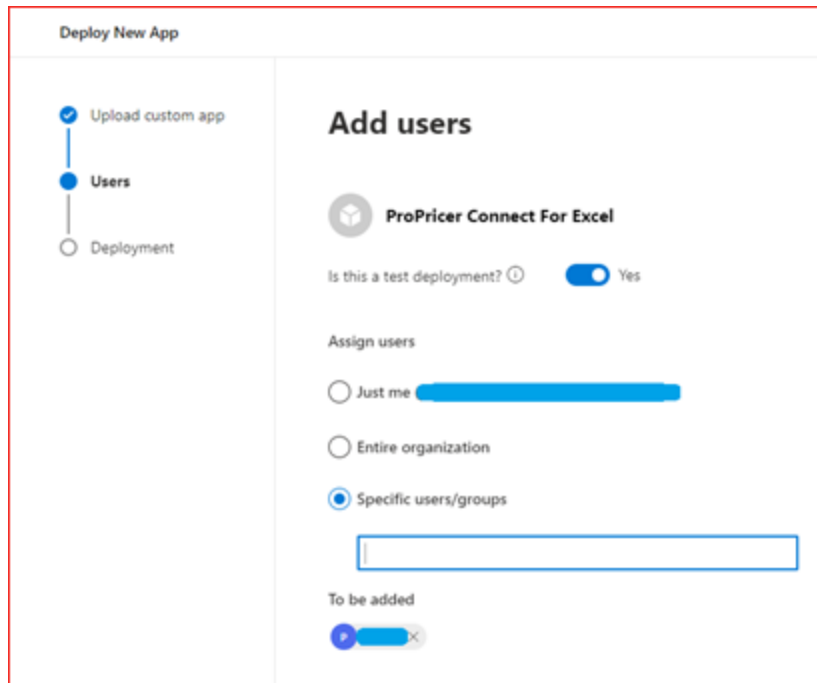 Deploy New App
Upload custom app
Users
Deployment
Add users
ProPricer Connect For Excel
Is this a test deployment? Yes
Assign users
Just me
Entire organization
Specific users/groups
To be added
P